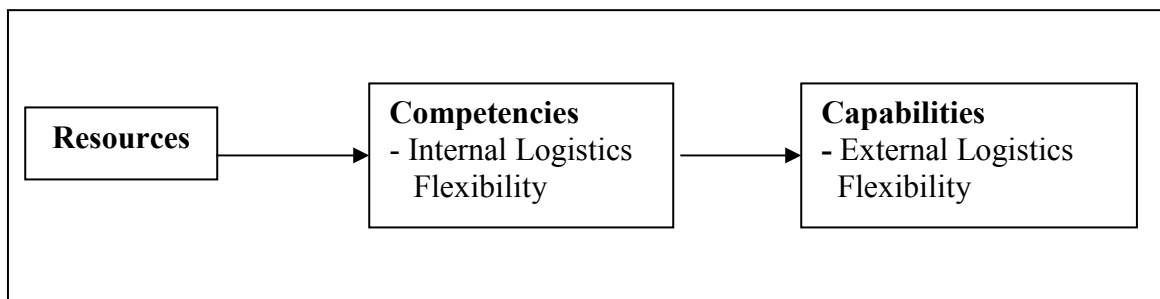 Resources
Competencies
- Internal Logistics
Flexibility
Capabilities
- External Logistics
Flexibility